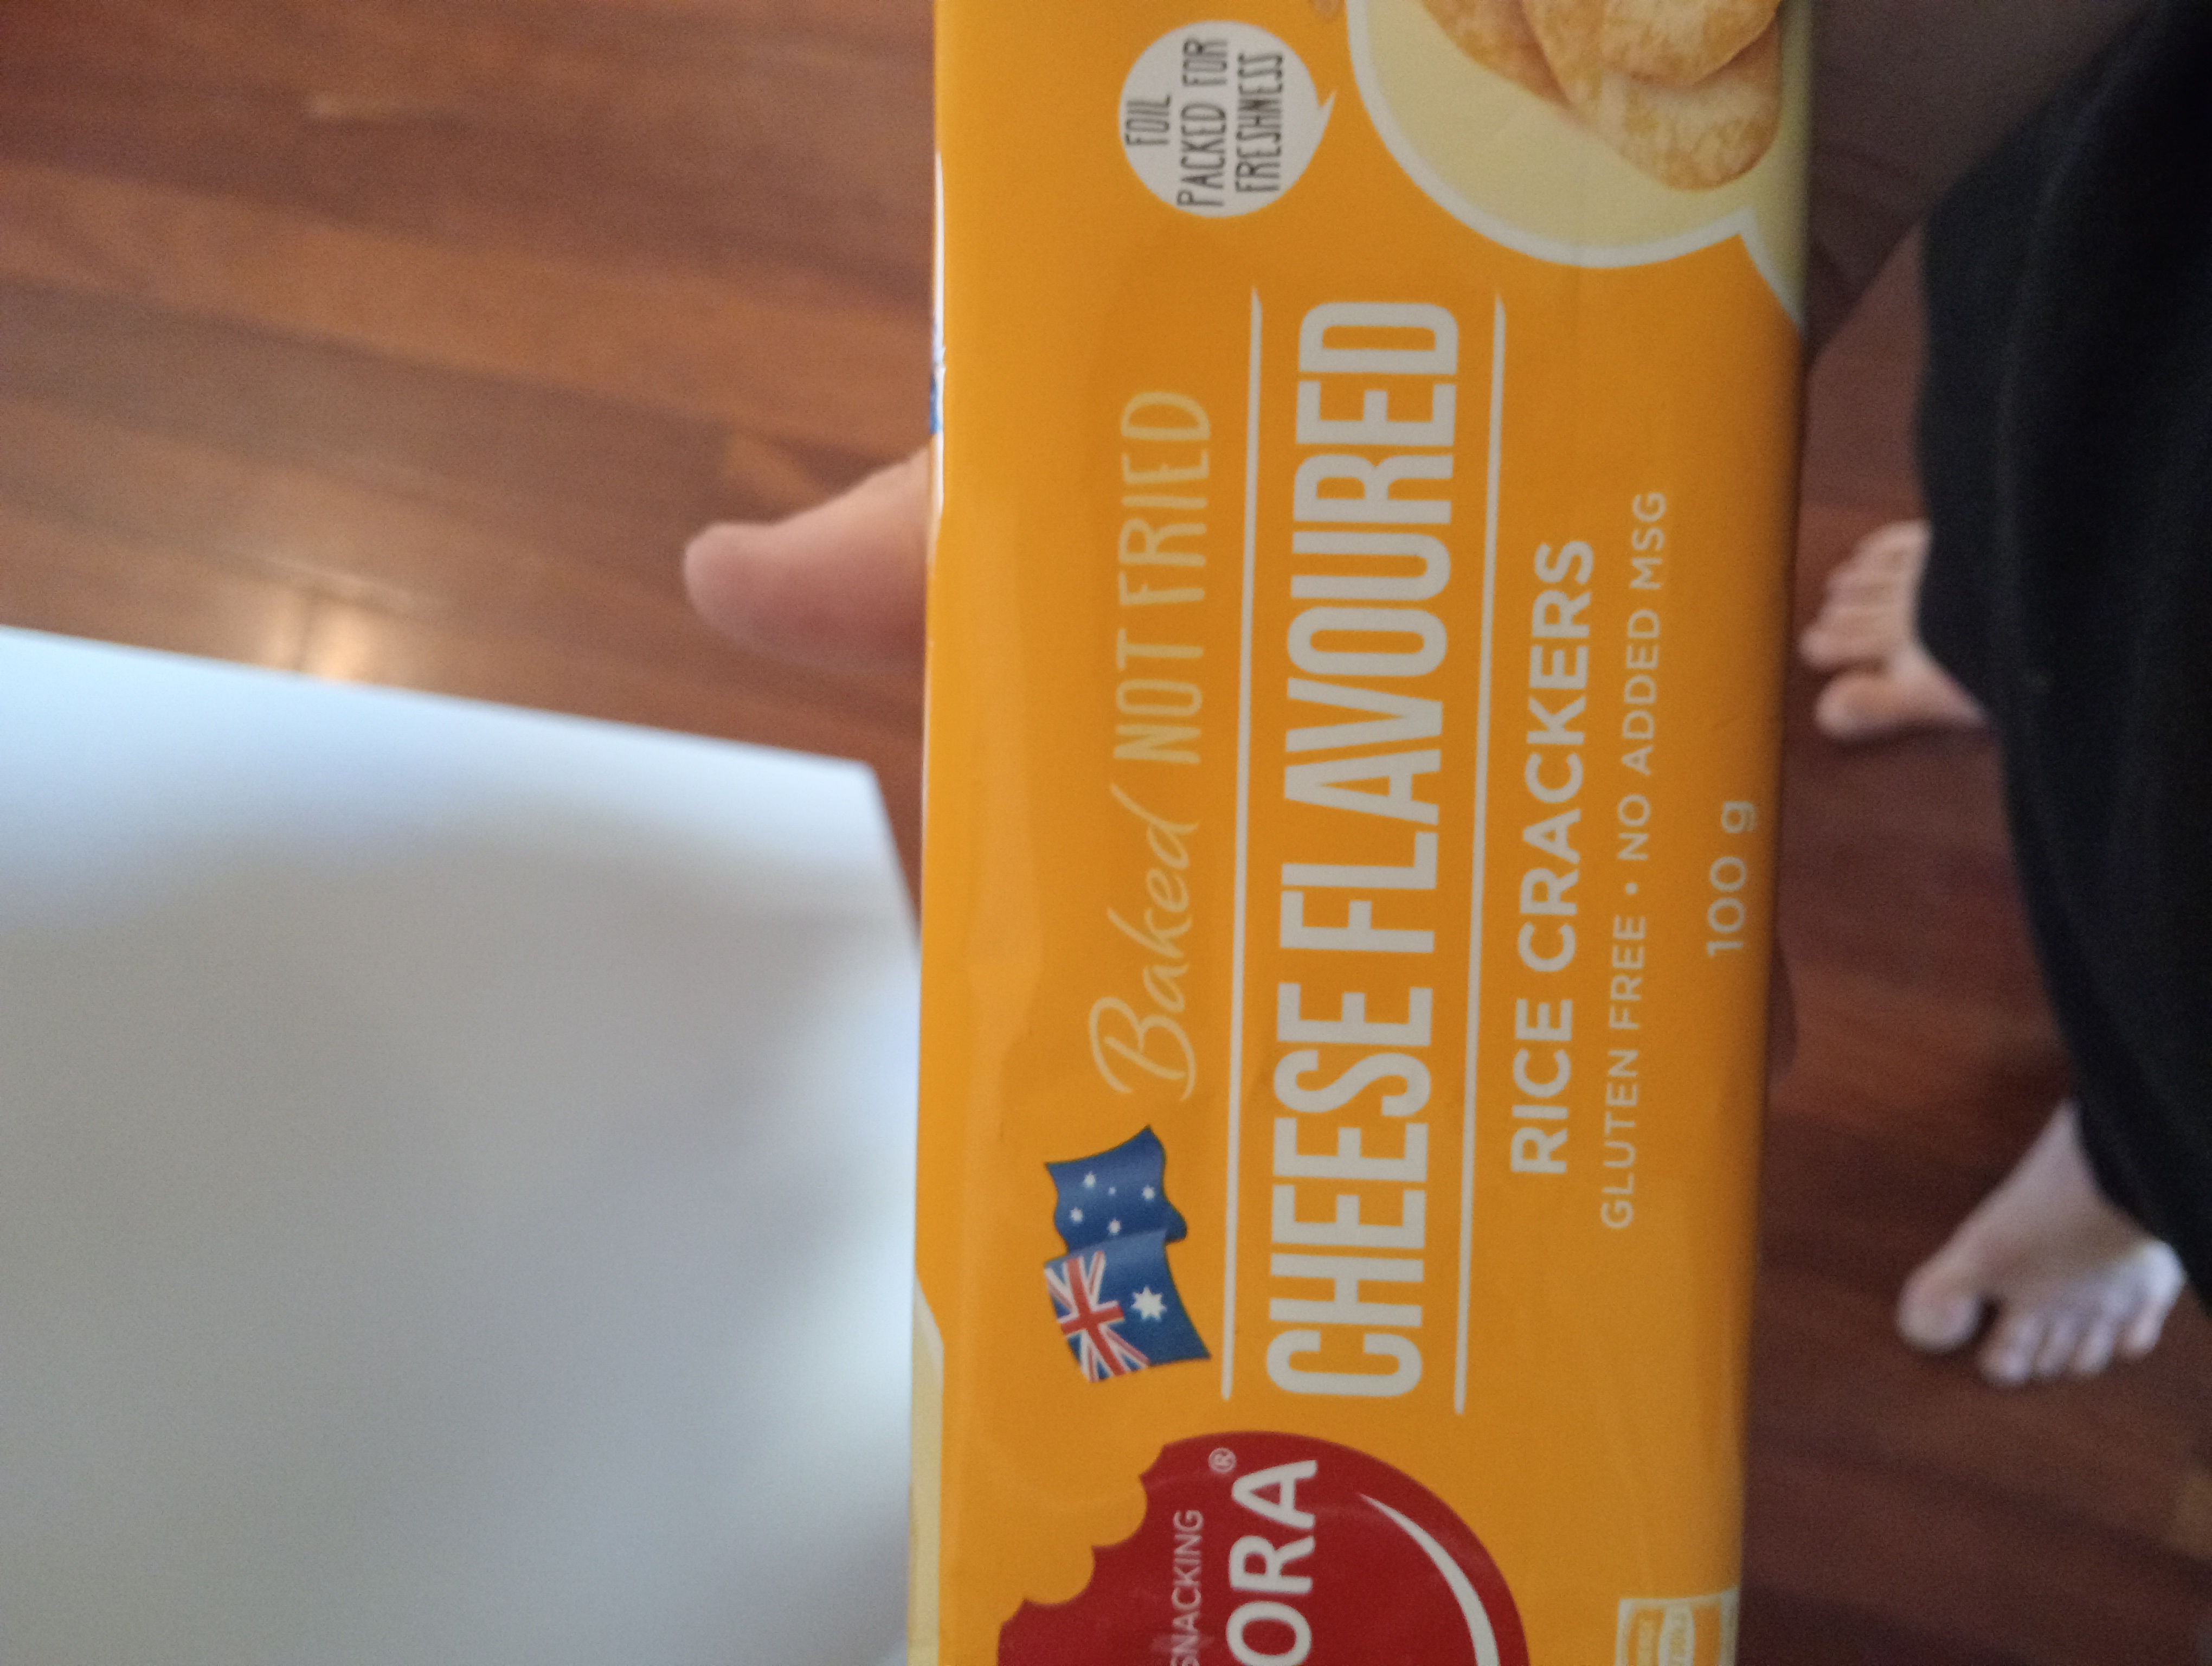 SNACKING
ORA®
Baked NOT FRIED
CHEESE FLAVOURED
RICE CRACKERS
GLUTEN FREE • NO ADDED MSG
100 g
FOIL
PACKED FOR
FRESHNESS